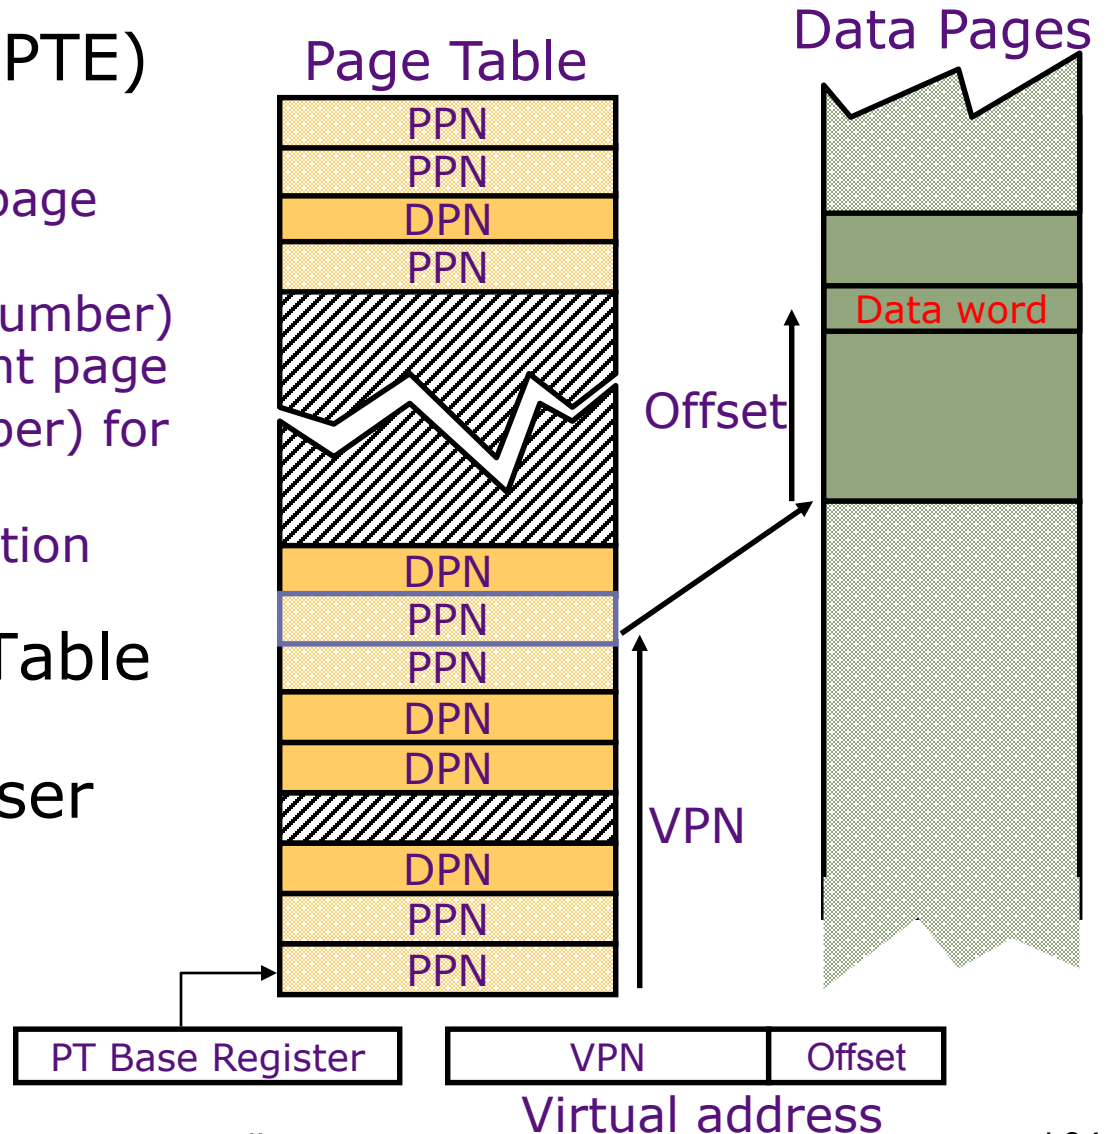 PTE)
page
umber)
nt page
ber) for
tion
Table
ser
Page Table
PPN
PPN
DPN
PPN
DPN
PPN
PPN
DPN
DPN
DPN
PPN
PPN
VPN
Offset
Data Pages
Data word
PT Base Register
VPN
Offset
Virtual address